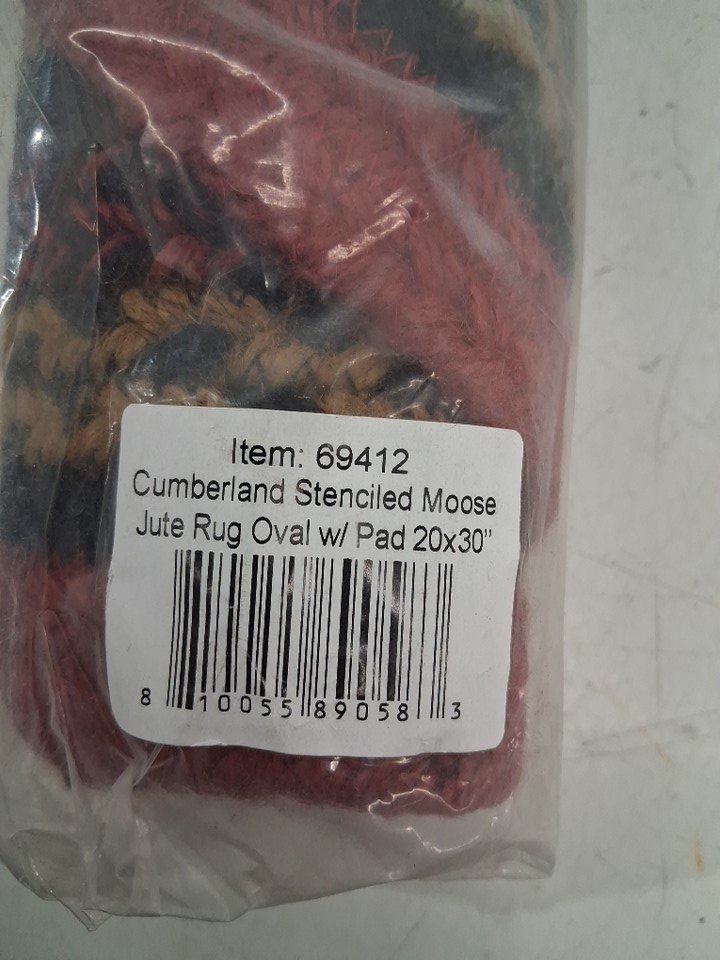 Item: 69412
Cumberland Stenciled Moose
Jute Rug Oval w/ Pad 20x30”
8 10055 89058 3